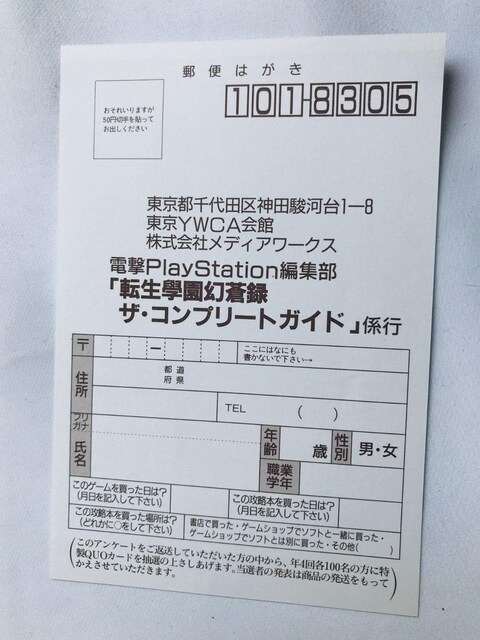 郵便はがき
おそれいりますが
50円切手を貼って
お出しください
101-8305
東京都千代田区神田駿河台1-8
東京YWCA会館
株式会社メディアワークス
電撃PlayStation編集部
「転生學園幻蒼録
ザ・コンプリートガイド」係行
〒 - ここにはなにも
書かないで下さい→
住所 都道
府県
TEL ( )
フリ
ガナ
氏名
年齢 歳 性別 男・女
職業
学年
このゲームを買った日は?
(月日を記入して下さい)
この攻略本を買った日は?
(月日を記入して下さい)
この攻略本を買った場所は?
(どれかに○をして下さい)
書店で買った・ゲームショップでソフトと一緒に買った・
ゲームショップでソフトとは別に買った・その他( )
(このアンケートをご返送していただいた方の中から、年4回各100名の方に特
製QUOカードを抽選の上さしあげます。当選者の発表は商品の発送をもって
かえさせていただきます。)